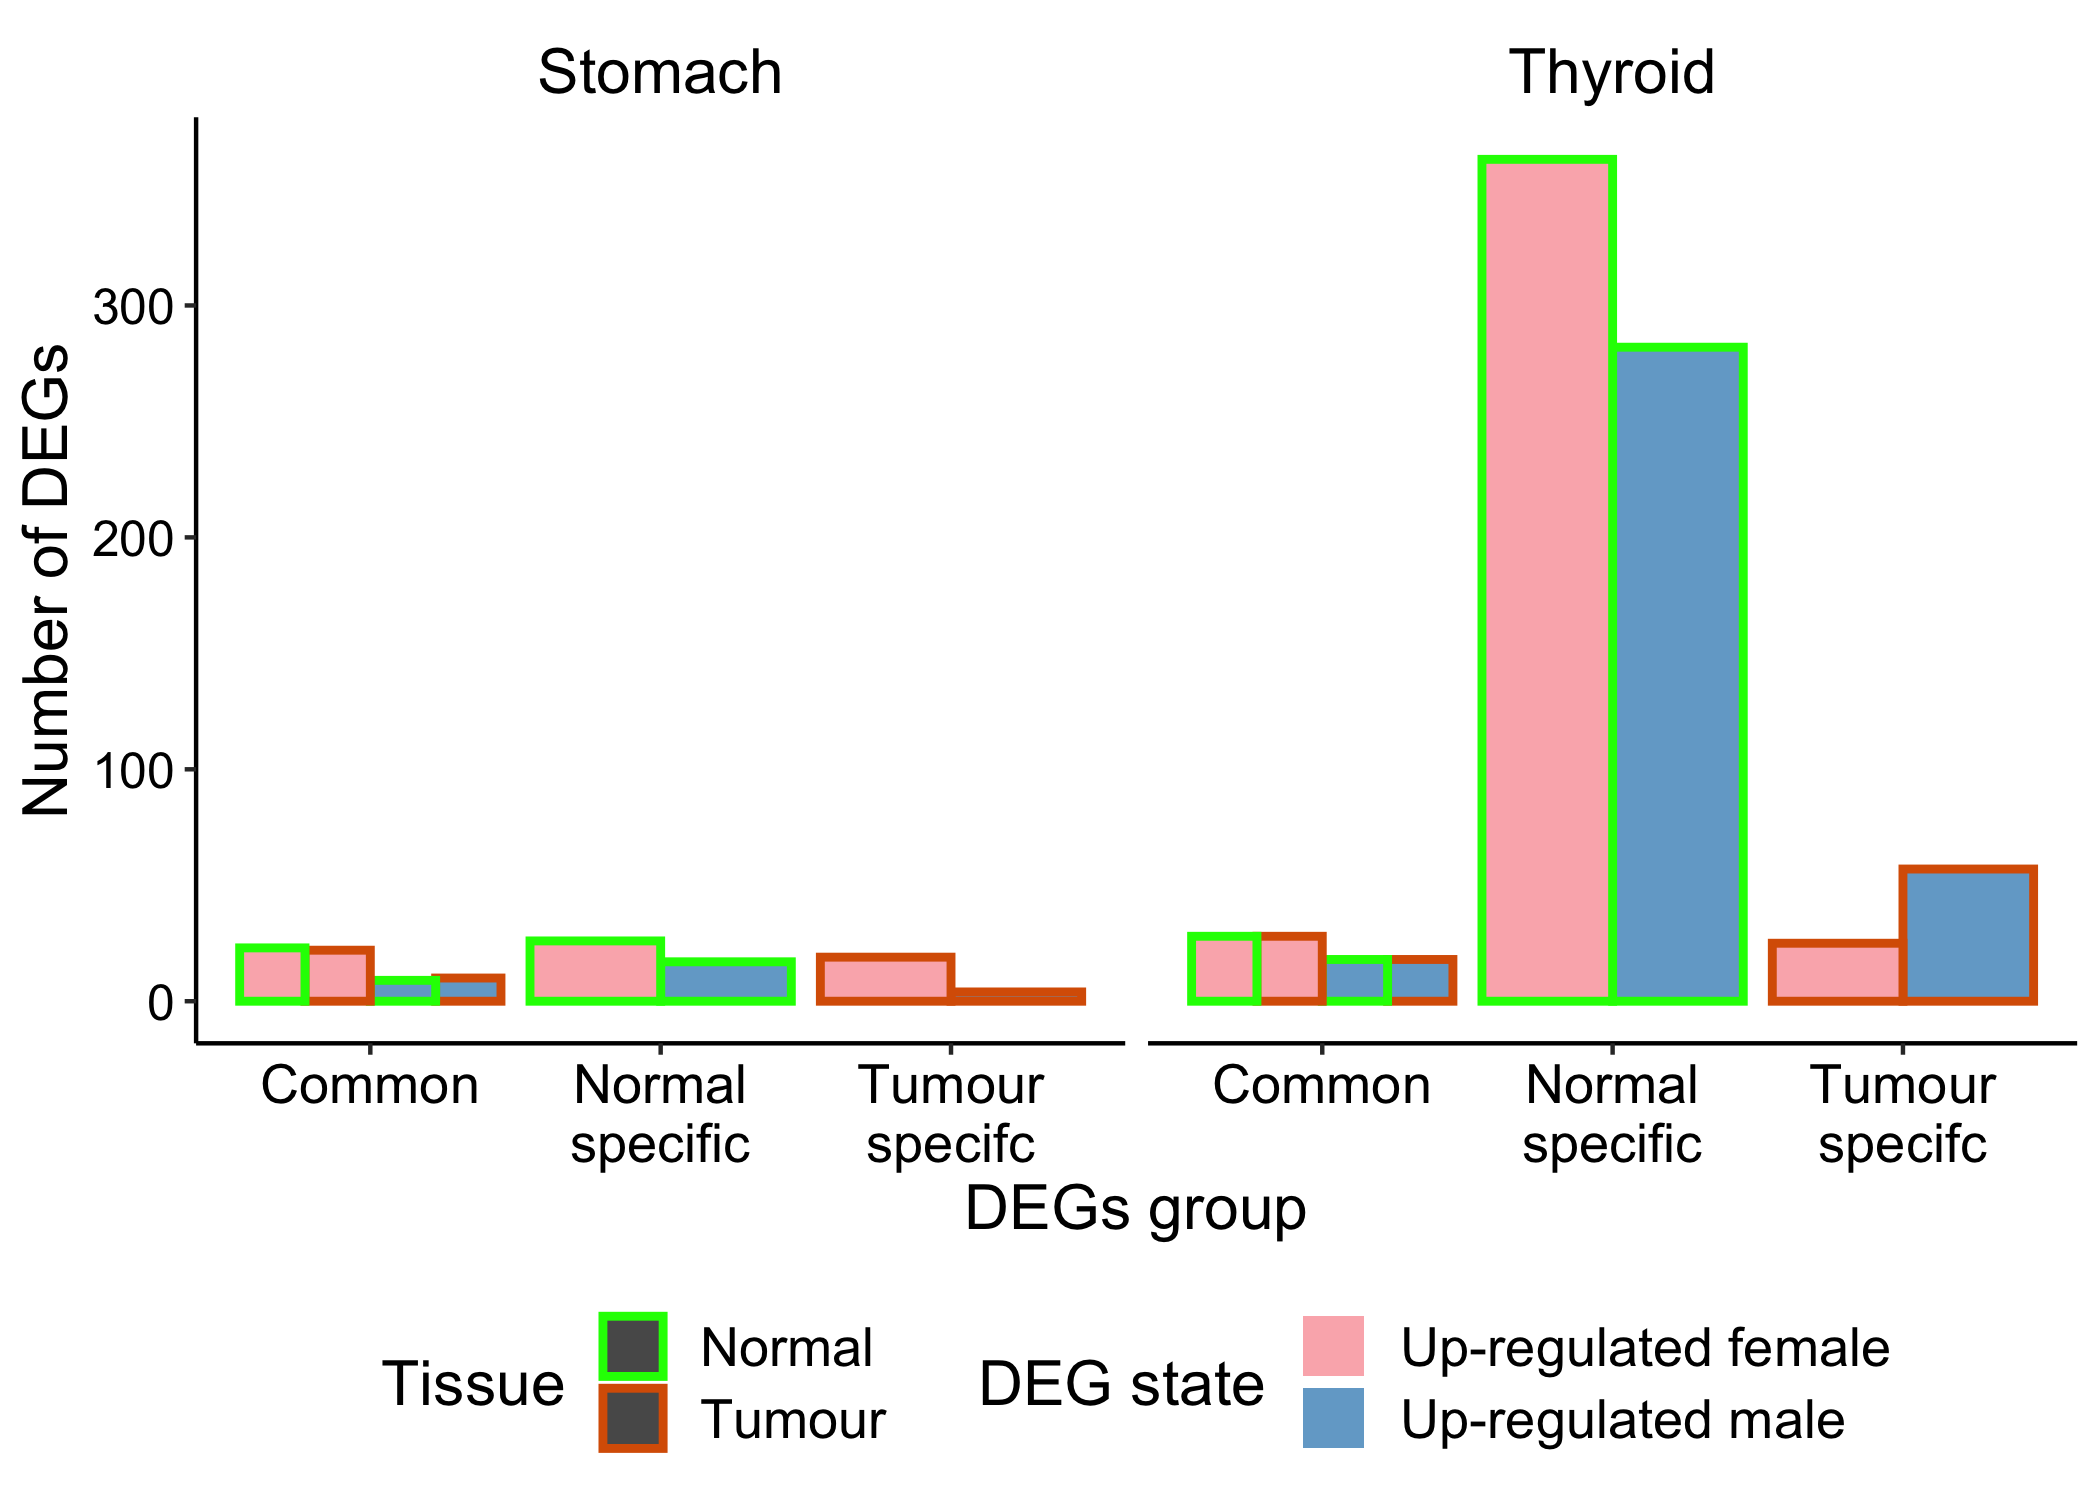 Stomach
Thyroid
Number of DEGs
300
200
100
0
Common
Normal
specific
Tumour
specifc
Common
Normal
specific
Tumour
specifc
DEGs group
Tissue
Normal
Tumour
DEG state
Up-regulated female
Up-regulated male